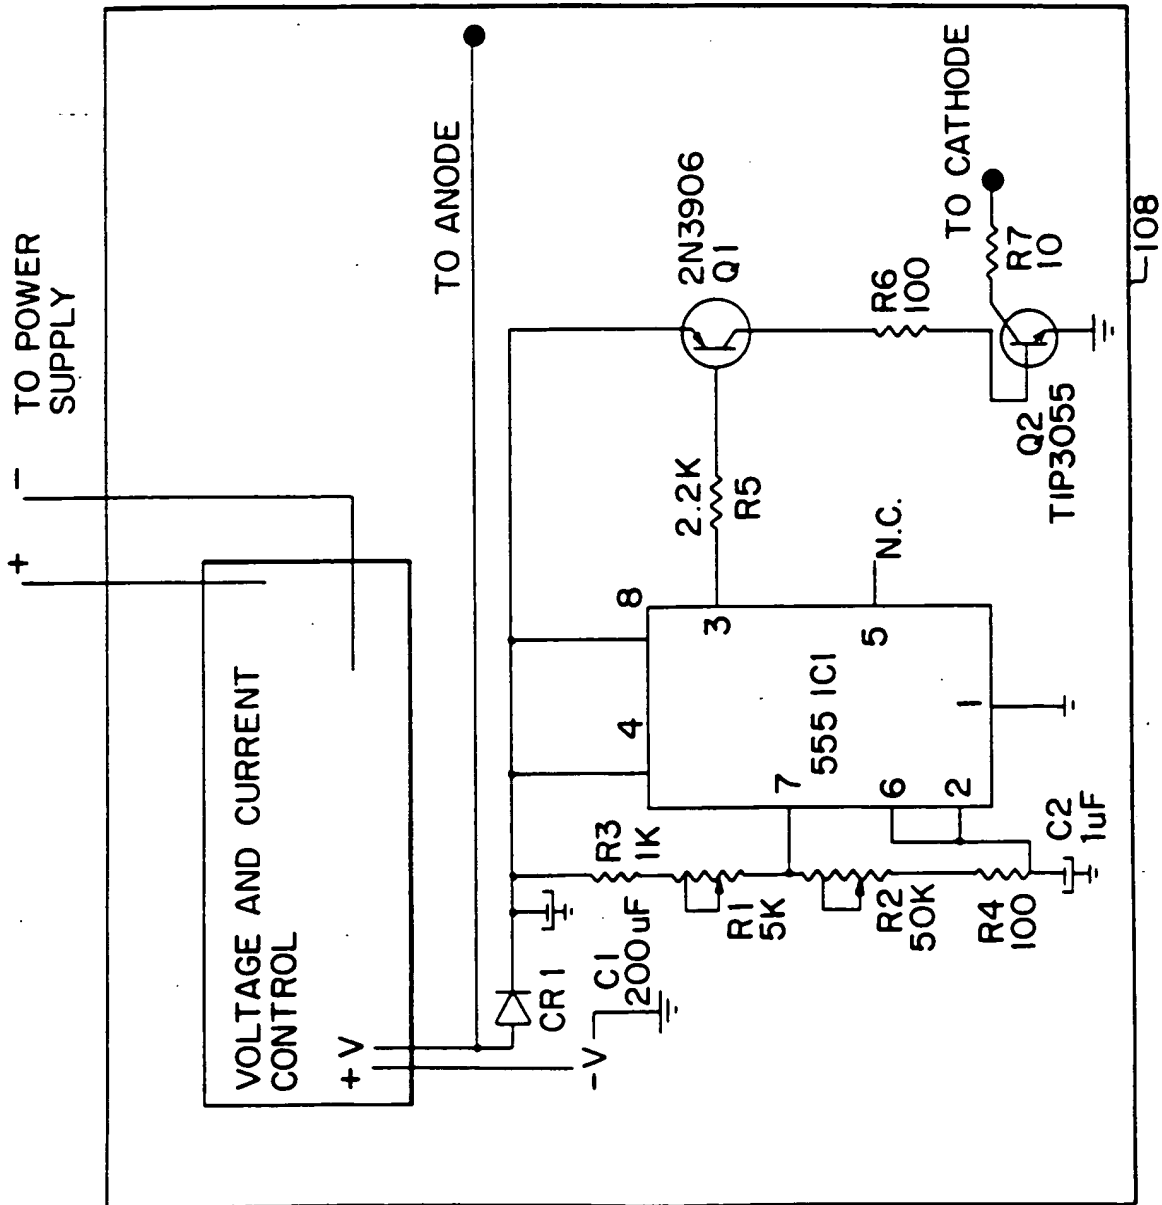 +
−
TO POWER
SUPPLY
VOLTAGE AND CURRENT
CONTROL
+ V
-V
TO ANODE
CR1
C1
200uF
R3
1K
R1
5K
R2
50K
R4
100
C2
1uF
4
8
7
6
2
3
5
1
555 IC1
N.C.
2.2K
R5
2N3906
Q1
R6
100
Q2
TIP3055
R7
10
TO CATHODE
108